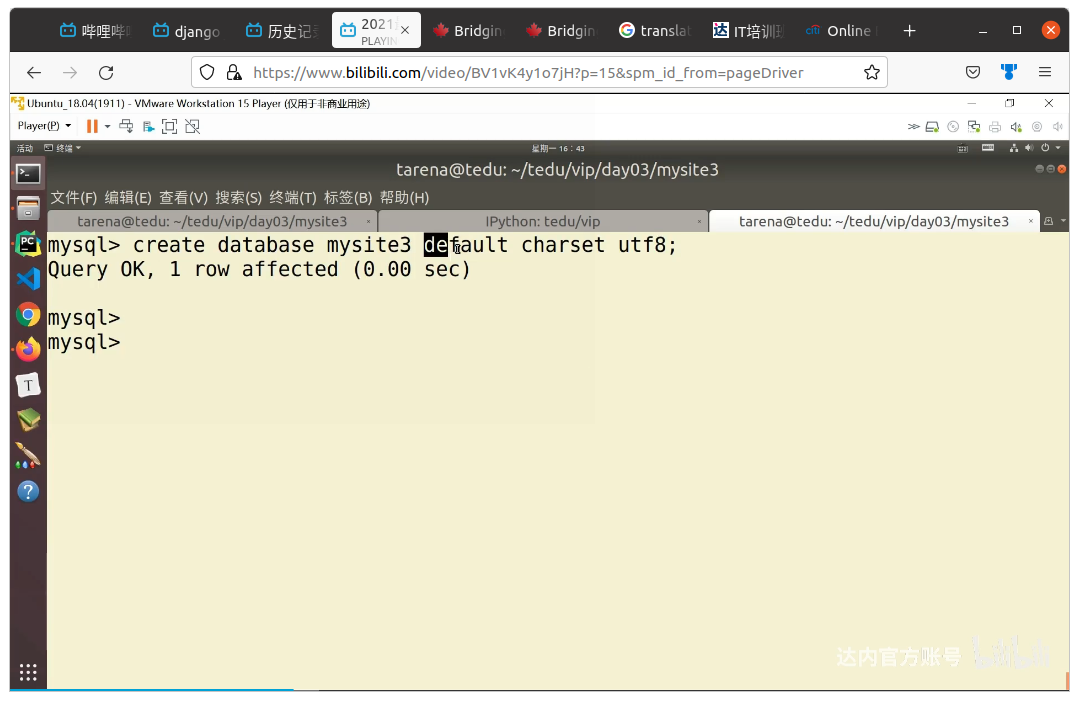 哔哩哔哩
django
历史记
2021
PLAYIN
Bridgin
Bridgin
translat
达 IT培训班
citi Online
https://www.bilibili.com/video/BV1vK4y1o7jH?p=15&spm_id_from=pageDriver
Ubuntu_18.04(1911) - VMware Workstation 15 Player (仅用于非商业用途)
Player(P)
活动 终端 星期一 16：43
tarena@tedu: ~/tedu/vip/day03/mysite3
文件(F) 编辑(E) 查看(V) 搜索(S) 终端(T) 标签(B) 帮助(H)
tarena@tedu: ~/tedu/vip/day03/mysite3
IPython: tedu/vip
tarena@tedu: ~/tedu/vip/day03/mysite3
mysql> create database mysite3 default charset utf8;
Query OK, 1 row affected (0.00 sec)
mysql>
mysql>
PC
T
?
达内官方账号